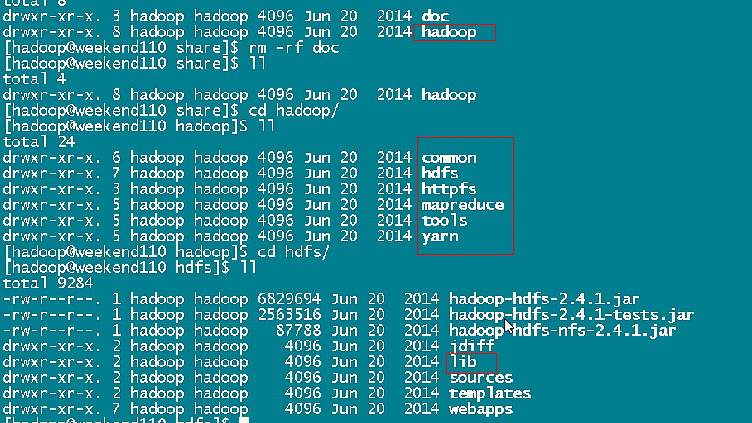 total 8
drwxr-xr-x. 3 hadoop hadoop 4096 Jun 20 2014 doc
drwxr-xr-x. 8 hadoop hadoop 4096 Jun 20 2014 hadoop
[hadoop@weekend110 share]$ rm -rf doc
[hadoop@weekend110 share]$ ll
total 4
drwxr-xr-x. 8 hadoop hadoop 4096 Jun 20 2014 hadoop
[hadoop@weekend110 share]$ cd hadoop/
[hadoop@weekend110 hadoop]$ ll
total 24
drwxr-xr-x. 6 hadoop hadoop 4096 Jun 20 2014 common
drwxr-xr-x. 7 hadoop hadoop 4096 Jun 20 2014 hdfs
drwxr-xr-x. 3 hadoop hadoop 4096 Jun 20 2014 httpfs
drwxr-xr-x. 5 hadoop hadoop 4096 Jun 20 2014 mapreduce
drwxr-xr-x. 5 hadoop hadoop 4096 Jun 20 2014 tools
drwxr-xr-x. 5 hadoop hadoop 4096 Jun 20 2014 yarn
[hadoop@weekend110 hadoop]$ cd hdfs/
[hadoop@weekend110 hdfs]$ ll
total 9284
-rw-r--r--. 1 hadoop hadoop 6829694 Jun 20 2014 hadoop-hdfs-2.4.1.jar
-rw-r--r--. 1 hadoop hadoop 2563516 Jun 20 2014 hadoop-hdfs-2.4.1-tests.jar
-rw-r--r--. 1 hadoop hadoop 87788 Jun 20 2014 hadoop-hdfs-nfs-2.4.1.jar
drwxr-xr-x. 2 hadoop hadoop 4096 Jun 20 2014 jdiff
drwxr-xr-x. 2 hadoop hadoop 4096 Jun 20 2014 lib
drwxr-xr-x. 2 hadoop hadoop 4096 Jun 20 2014 sources
drwxr-xr-x. 2 hadoop hadoop 4096 Jun 20 2014 templates
drwxr-xr-x. 7 hadoop hadoop 4096 Jun 20 2014 webapps
[hadoop@weekend110 hdfs]$